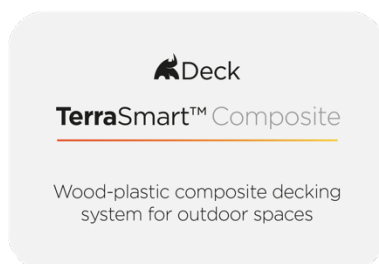 Deck
TerraSmart™ Composite
Wood-plastic composite decking
system for outdoor spaces